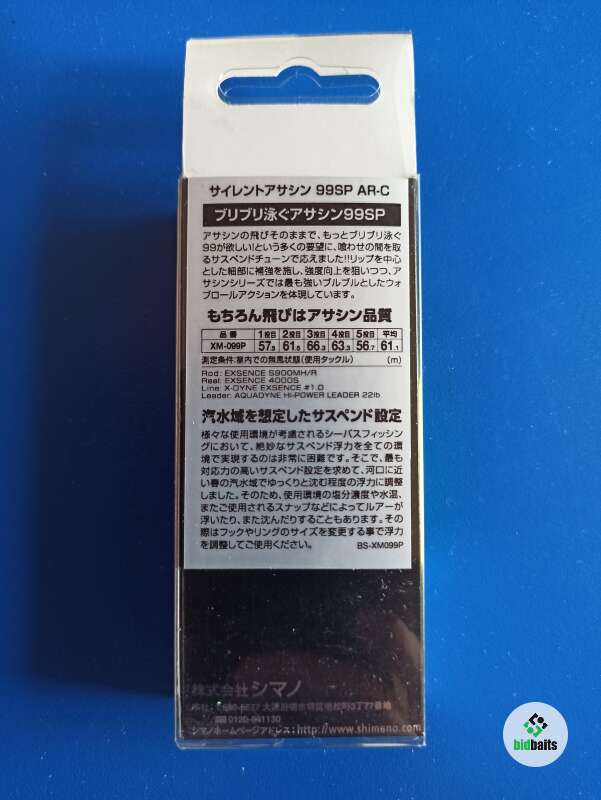 サイレントアサシン 99SP AR-C
ブリブリ泳ぐアサシン99SP
アサシンの飛びそのままで、もっとブリブリ泳ぐ
99が欲しい!という多くの要望に、喰わせの間を取
るサスペンドチューンで応えました!!リップを中心
とした細部に補強を施し、強度向上を狙いつつ、ア
サシンシリーズでは最も強いブルブルとしたウォ
ブロールアクションを体現しています。
もちろん飛びはアサシン品質
品番 1投目 2投目 3投目 4投目 5投目 平均
XM-099P 57.5 61.5 66.3 63.3 56.7 61.1
測定条件:室内での無風状態(使用タックル) (m)
Rod: EXSENCE S900MH/R
Reel: EXSENCE 4000S
Line: X-DYNE EXSENCE #1.0
Leader: AQUADYNE HI-POWER LEADER 22lb
汽水域を想定したサスペンド設定
様々な使用環境が考慮されるシーバスフィッシン
グにおいて、絶妙なサスペンド浮力を全ての環
境で実現するのは非常に困難です。そこで、最も
対応力の高いサスペンド設定を求めて、河口に近
い春の汽水域でゆっくりと沈む程度の浮力に調整
しました。そのため、使用環境の塩分濃度や水温、
またご使用されるスナップなどによってルアーが
浮いたり、また沈んだりすることもあります。その
際はフックやリングのサイズを変更する事で浮力
を調整してご使用ください。 BS-XM099P
株式会社シマノ
大阪府堺市堺区老松町3丁77番地
0120-861130
シマノホームページアドレス:http://www.shimano.com
bidbaits